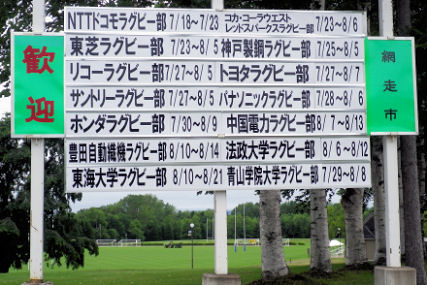 歓迎
NTTドコモラグビー部 7/18~7/23
コカ・コーラウエスト
レッドスパークスラグビー部 7/23~8/6
東芝ラグビー部 7/23~8/5
神戸製鋼ラグビー部 7/25~8/5
リコーラグビー部 7/27~8/5
トヨタラグビー部 7/27~8/7
サントリーラグビー部 7/27~8/5
パナソニックラグビー部 7/28~8/6
ホンダラグビー部 7/30~8/9
中国電力ラグビー部 8/7~8/13
豊田自動織機ラグビー部 8/10~8/14
法政大学ラグビー部 8/6~8/12
東海大学ラグビー部 8/10~8/21
青山学院大学ラグビー部 7/29~8/8
網走市